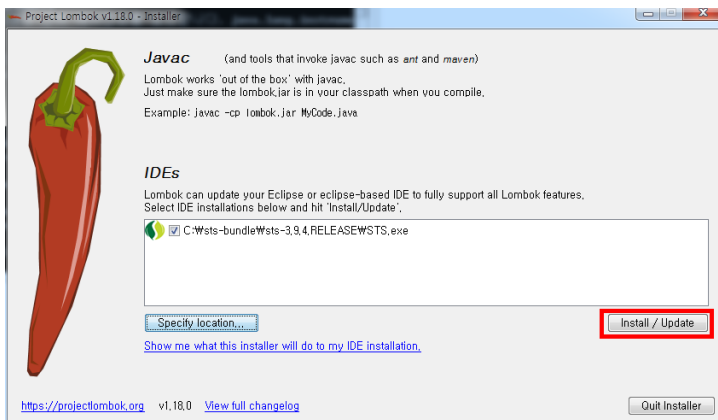 Project Lombok v1.18.0 - Installer
Javac (and tools that invoke javac such as ant and maven)
Lombok works 'out of the box' with javac.
Just make sure the lombok.jar is in your classpath when you compile.
Example: javac -cp lombok.jar MyCode.java
IDEs
Lombok can update your Eclipse or eclipse-based IDE to fully support all Lombok features.
Select IDE installations below and hit 'Install/Update'.
C:₩sts-bundle₩sts-3.9.4.RELEASE₩STS.exe
Specify location...
Install / Update
Show me what this installer will do to my IDE installation.
https://projectlombok.org v1.18.0 View full changelog
Quit Installer